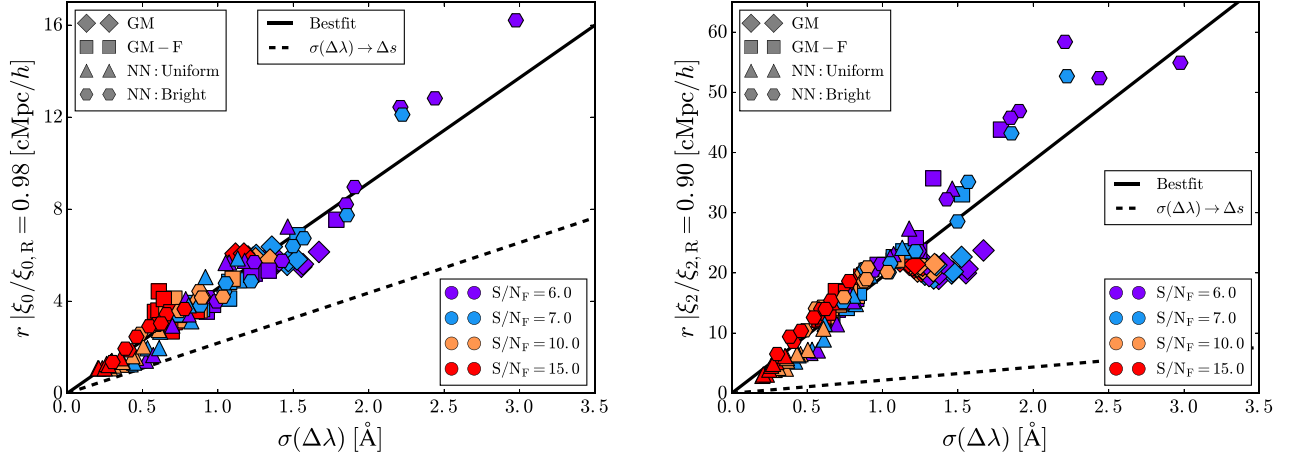 GM
GM − F
NN : Uniform
NN : Bright
Bestfit
σ(Δλ) → Δs
S/N_F = 6.0
S/N_F = 7.0
S/N_F = 10.0
S/N_F = 15.0
16
12
8
4
0
0.0 0.5 1.0 1.5 2.0 2.5 3.0 3.5
r |ξ_0/ξ_{0,R} = 0.98 [cMpc/h]
σ(Δλ) [Å]
GM
GM − F
NN : Uniform
NN : Bright
Bestfit
σ(Δλ) → Δs
S/N_F = 6.0
S/N_F = 7.0
S/N_F = 10.0
S/N_F = 15.0
60
50
40
30
20
10
0
0.0 0.5 1.0 1.5 2.0 2.5 3.0 3.5
r |ξ_2/ξ_{2,R} = 0.90 [cMpc/h]
σ(Δλ) [Å]